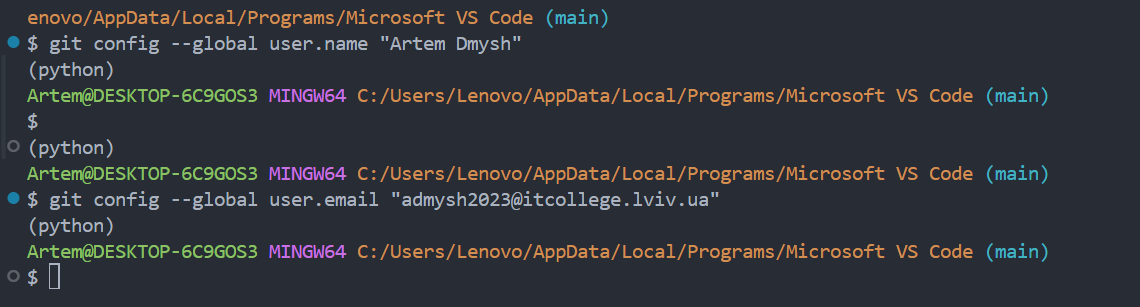 enovo/AppData/Local/Programs/Microsoft VS Code (main)
$ git config --global user.name "Artem Dmysh"
(python)
Artem@DESKTOP-6C9GOS3 MINGW64 C:/Users/Lenovo/AppData/Local/Programs/Microsoft VS Code (main)
$
(python)
Artem@DESKTOP-6C9GOS3 MINGW64 C:/Users/Lenovo/AppData/Local/Programs/Microsoft VS Code (main)
$ git config --global user.email "admysh2023@itcollege.lviv.ua"
(python)
Artem@DESKTOP-6C9GOS3 MINGW64 C:/Users/Lenovo/AppData/Local/Programs/Microsoft VS Code (main)
$